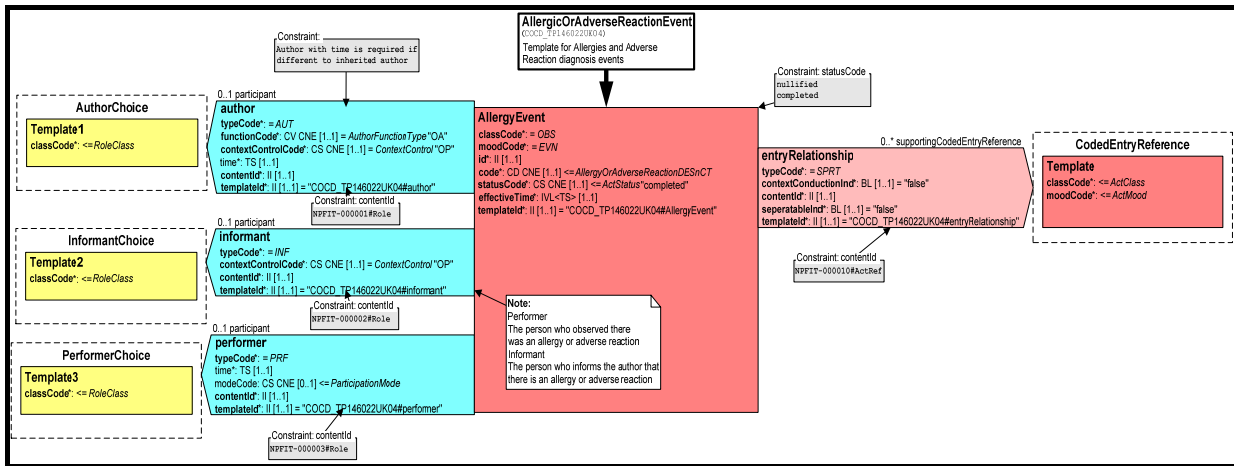 AllergicOrAdverseReactionEvent
(COCD_TP146022UK04)
Template for Allergies and Adverse
Reaction diagnosis events
Constraint:
Author with time is required if
different to inherited author
Constraint: statusCode
nullified
completed
0..1 participant
AuthorChoice
Template1
classCode*: <= RoleClass
author
typeCode*: = AUT
functionCode*: CV CNE [1..1] = AuthorFunctionType "OA"
contextControlCode*: CS CNE [1..1] = ContextControl "OP"
time*: TS [1..1]
contentId*: II [1..1]
templateId*: II [1..1] = "COCD_TP146022UK04#author"
Constraint: contentId
NPFIT-000001#Role
AllergyEvent
classCode*: = OBS
moodCode*: = EVN
id*: II [1..1]
code*: CD CNE [1..1] <= AllergyOrAdverseReactionDESnCT
statusCode*: CS CNE [1..1] <= ActStatus "completed"
effectiveTime*: IVL<TS> [1..1]
templateId*: II [1..1] = "COCD_TP146022UK04#AllergyEvent"
0..* supportingCodedEntryReference
entryRelationship
typeCode*: = SPRT
contextConductionInd*: BL [1..1] = "false"
contentId*: II [1..1]
seperatableInd*: BL [1..1] = "false"
templateId*: II [1..1] = "COCD_TP146022UK04#entryRelationship"
Constraint: contentId
NPFIT-000010#ActRef
CodedEntryReference
Template
classCode*: <= ActClass
moodCode*: <= ActMood
0..1 participant
InformantChoice
Template2
classCode*: <= RoleClass
informant
typeCode*: = INF
contextControlCode*: CS CNE [1..1] = ContextControl "OP"
contentId*: II [1..1]
templateId*: II [1..1] = "COCD_TP146022UK04#informant"
Constraint: contentId
NPFIT-000002#Role
Note:
Performer
The person who observed there
was an allergy or adverse reaction
Informant
The person who informs the author that
there is an allergy or adverse reaction
0..1 participant
PerformerChoice
Template3
classCode*: <= RoleClass
performer
typeCode*: = PRF
time*: TS [1..1]
modeCode: CS CNE [0..1] <= ParticipationMode
contentId*: II [1..1]
templateId*: II [1..1] = "COCD_TP146022UK04#performer"
Constraint: contentId
NPFIT-000003#Role